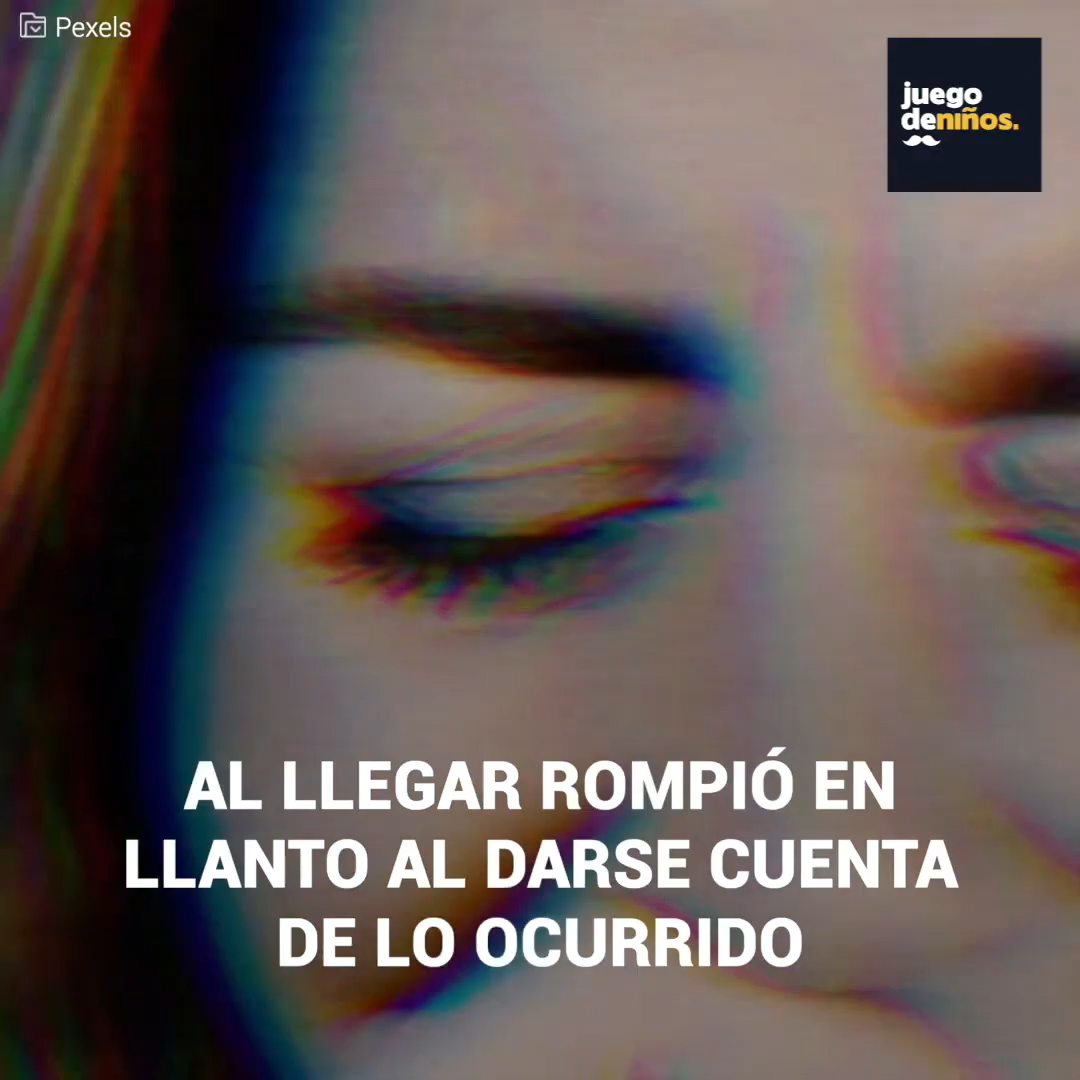 Pexels
juego
deniños.
AL LLEGAR ROMPIÓ EN
LLANTO AL DARSE CUENTA
DE LO OCURRIDO